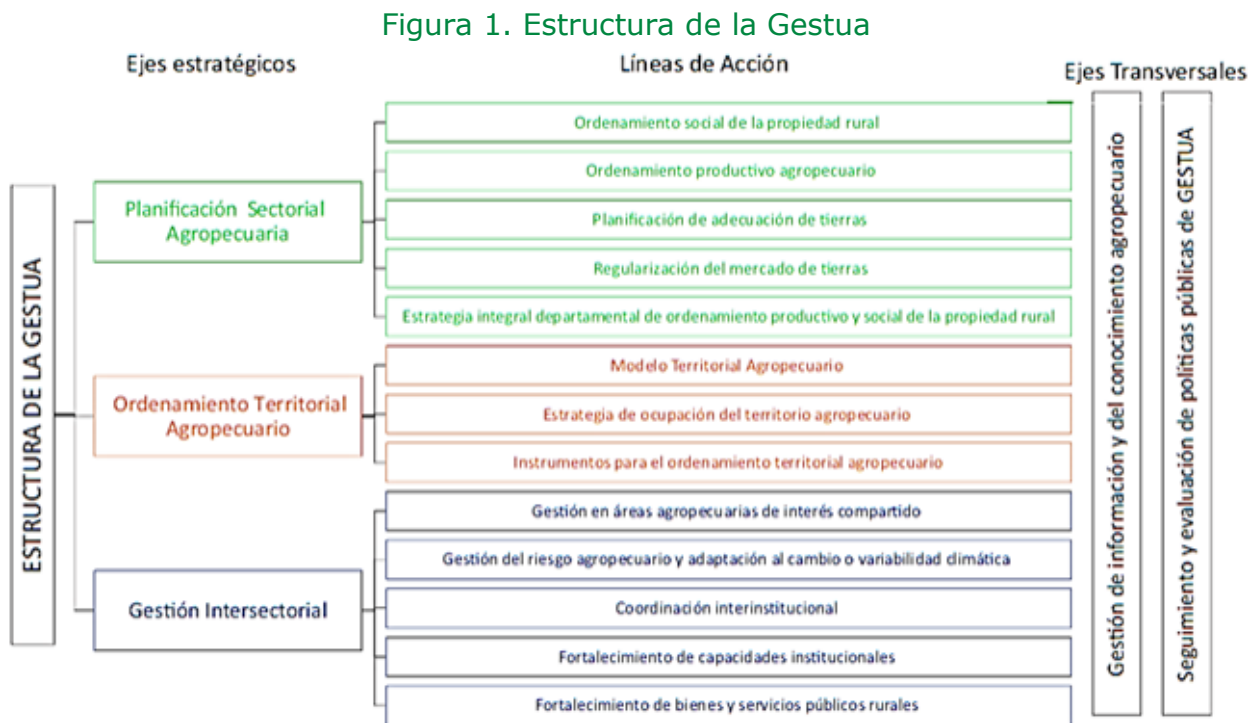 Figura 1. Estructura de la Gestua
Ejes estratégicos
Líneas de Acción
Ejes Transversales
ESTRUCTURA DE LA GESTUA
Planificación Sectorial
Agropecuaria
Ordenamiento social de la propiedad rural
Ordenamiento productivo agropecuario
Planificación de adecuación de tierras
Regularización del mercado de tierras
Estrategia integral departamental de ordenamiento productivo y social de la propiedad rural
Ordenamiento Territorial
Agropecuario
Modelo Territorial Agropecuario
Estrategia de ocupación del territorio agropecuario
Instrumentos para el ordenamiento territorial agropecuario
Gestión Intersectorial
Gestión en áreas agropecuarias de interés compartido
Gestión del riesgo agropecuario y adaptación al cambio o variabilidad climática
Coordinación interinstitucional
Fortalecimiento de capacidades institucionales
Fortalecimiento de bienes y servicios públicos rurales
Gestión de información y del conocimiento agropecuario
Seguimiento y evaluación de políticas públicas de GESTUA